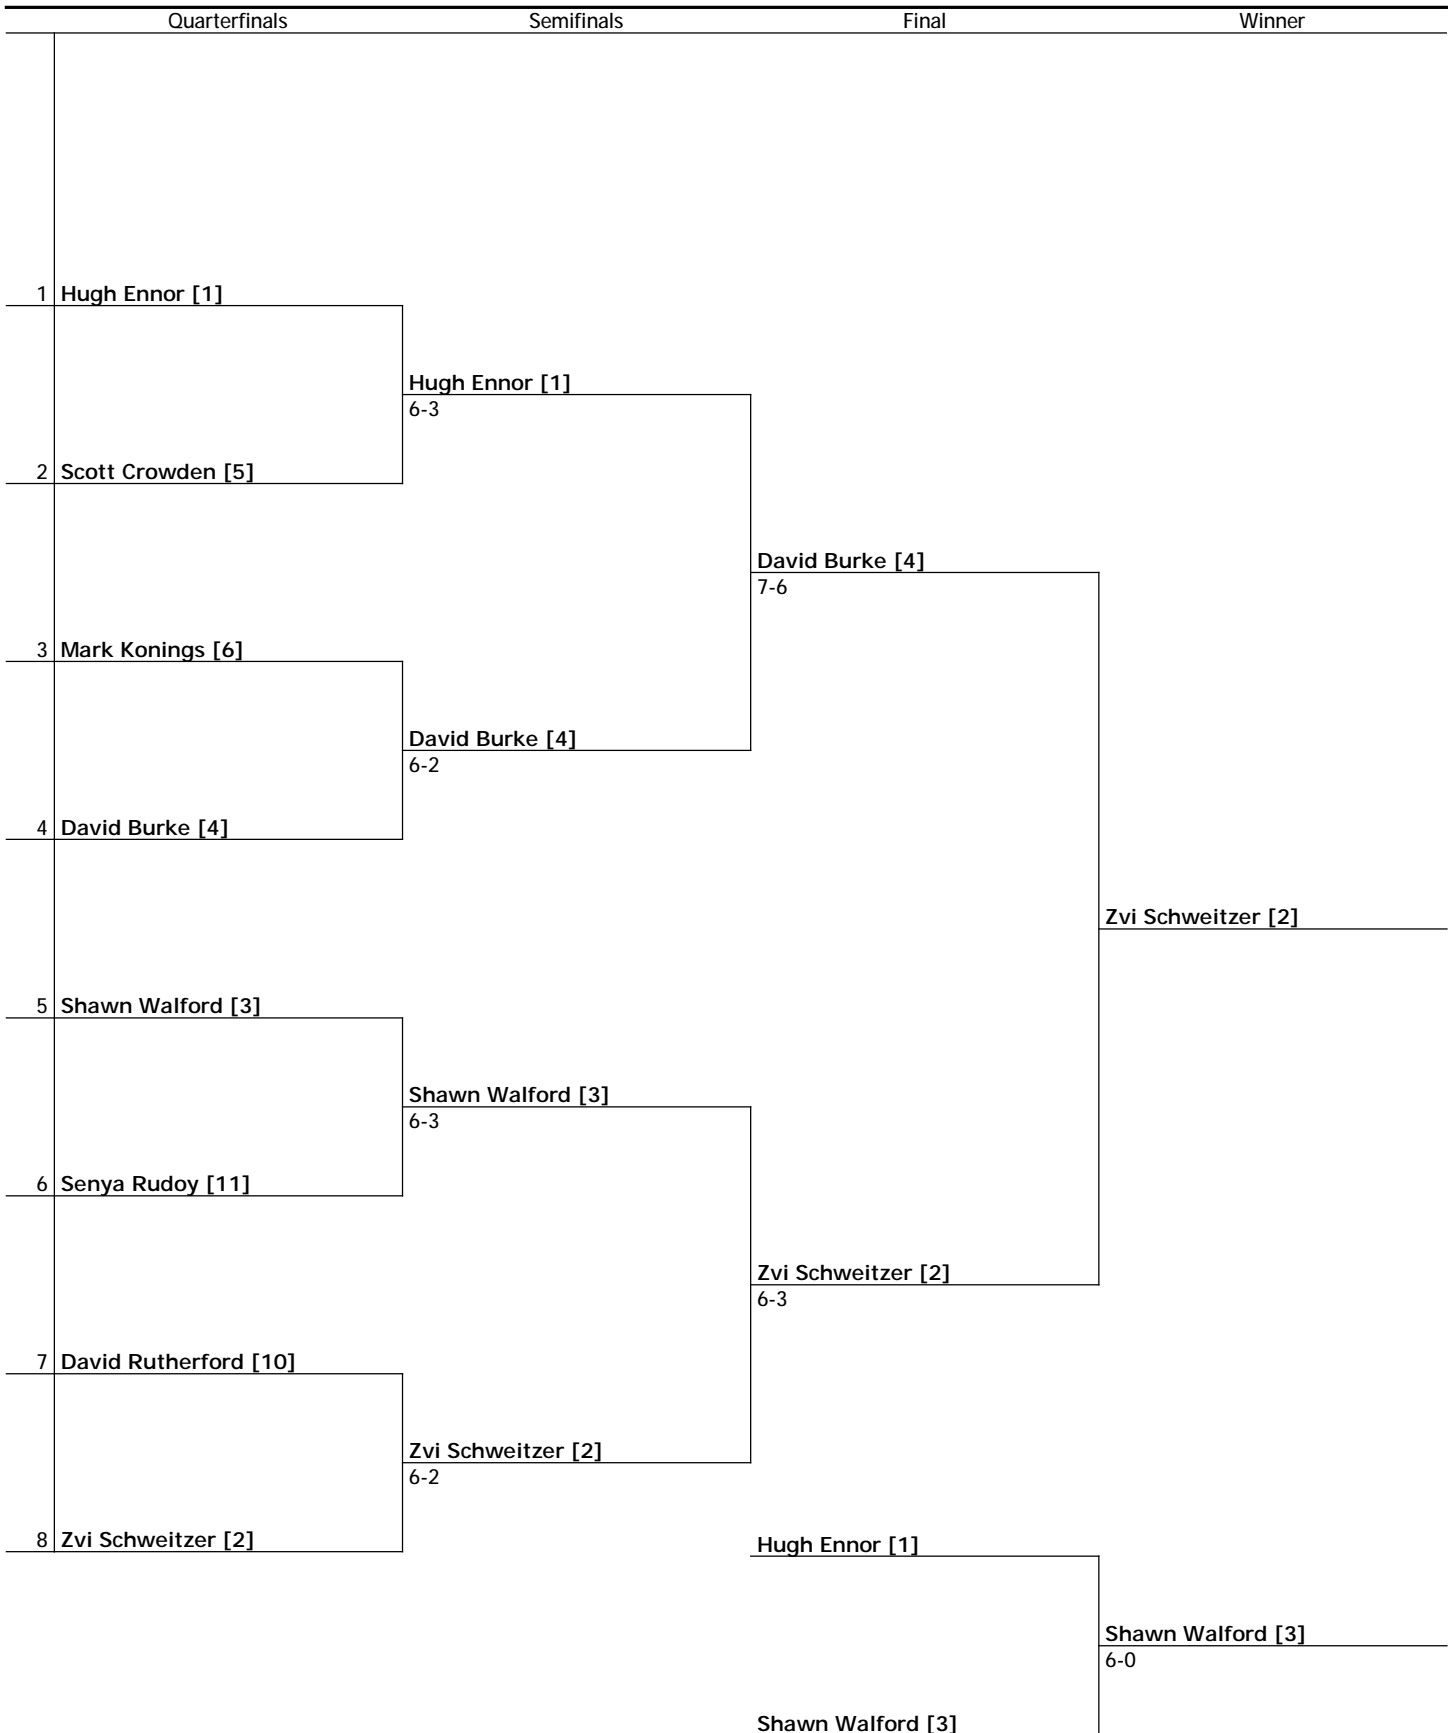 Quarterfinals Semifinals Final Winner
1 Hugh Ennor [1]
Hugh Ennor [1]
6-3
2 Scott Crowden [5]
David Burke [4]
7-6
3 Mark Konings [6]
David Burke [4]
6-2
4 David Burke [4]
Zvi Schweitzer [2]
5 Shawn Walford [3]
Shawn Walford [3]
6-3
6 Senya Rudoy [11]
Zvi Schweitzer [2]
6-3
7 David Rutherford [10]
Zvi Schweitzer [2]
6-2
8 Zvi Schweitzer [2]
Hugh Ennor [1]
Shawn Walford [3]
6-0
Shawn Walford [3]